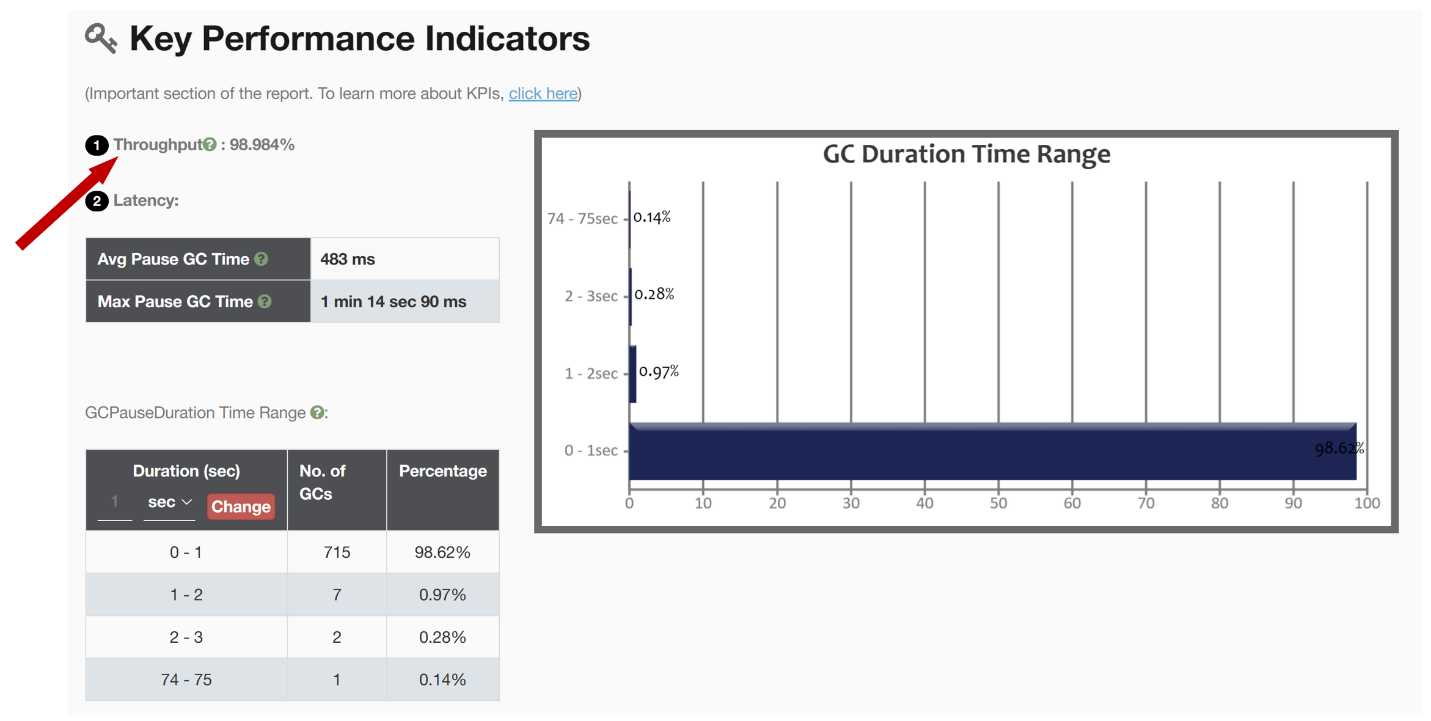 Key Performance Indicators
(Important section of the report. To learn more about KPIs, click here)
1 Throughput? : 98.984%
2 Latency:
Avg Pause GC Time ? 483 ms
Max Pause GC Time ? 1 min 14 sec 90 ms
GCPauseDuration Time Range ?:
Duration (sec) No. of GCs Percentage
1 sec Change
0 - 1 715 98.62%
1 - 2 7 0.97%
2 - 3 2 0.28%
74 - 75 1 0.14%
GC Duration Time Range
74 - 75sec 0.14%
2 - 3sec 0.28%
1 - 2sec 0.97%
0 - 1sec 98.62%
0 10 20 30 40 50 60 70 80 90 100